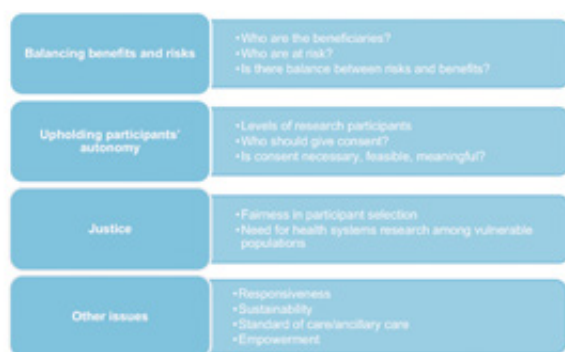 Balancing benefits and risks
•Who are the beneficiaries?
•Who are at risk?
•Is there balance between risks and benefits?
Upholding participants'
autonomy
•Levels of research participants
•Who should give consent?
•Is consent necessary, feasible, meaningful?
Justice
•Fairness in participant selection
•Need for health systems research among vulnerable
populations
Other issues
•Responsiveness
•Sustainability
•Standard of care/ancillary care
•Empowerment